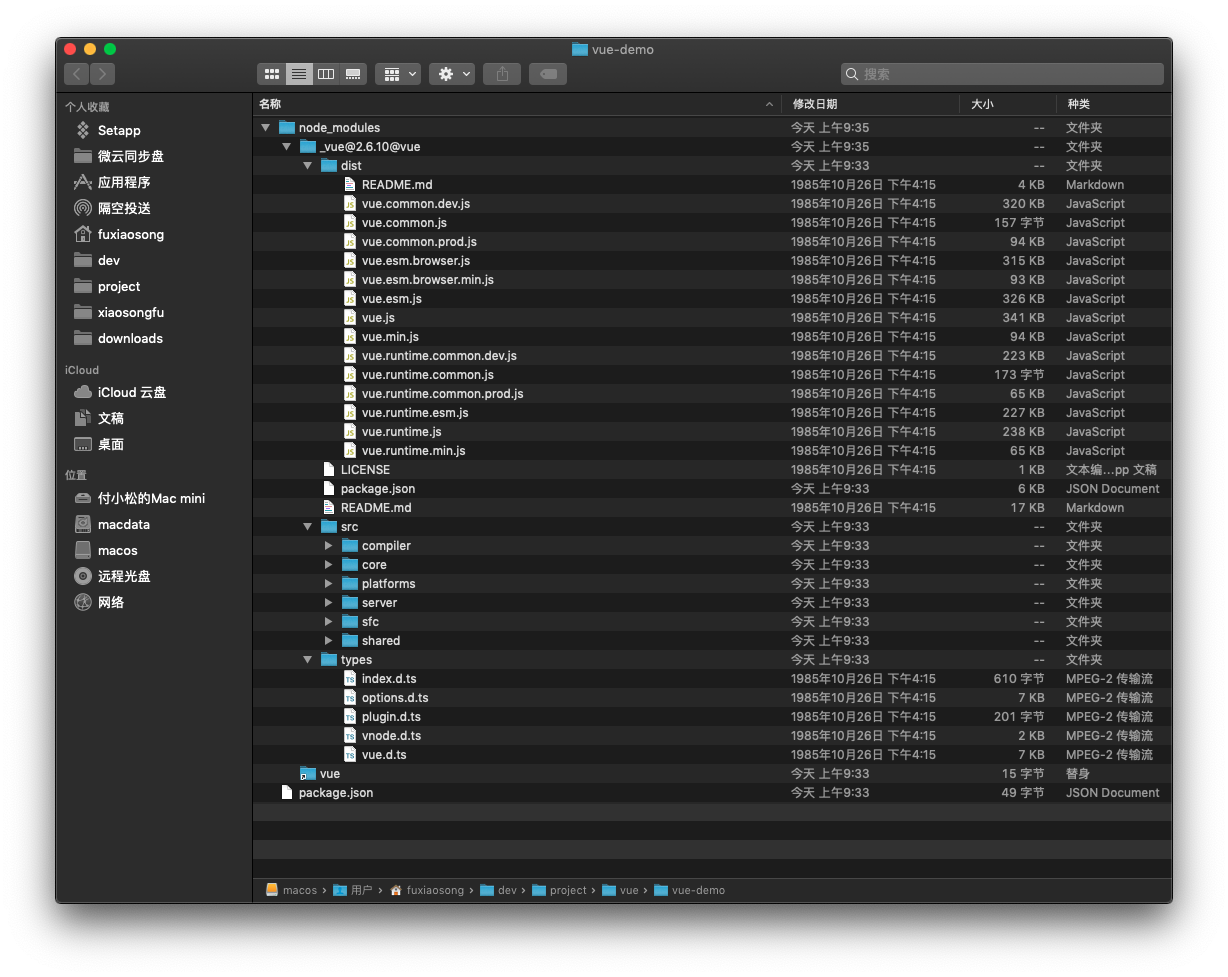 vue-demo
搜索
个人收藏
Setapp
微云同步盘
应用程序
隔空投送
fuxiaosong
dev
project
xiaosongfu
downloads
iCloud
iCloud 云盘
文稿
桌面
位置
付小松的Mac mini
macdata
macos
远程光盘
网络
名称 修改日期 大小 种类
node_modules 今天 上午9:35 -- 文件夹
_vue@2.6.10@vue 今天 上午9:35 -- 文件夹
dist 今天 上午9:33 -- 文件夹
README.md 1985年10月26日 下午4:15 4 KB Markdown
vue.common.dev.js 1985年10月26日 下午4:15 320 KB JavaScript
vue.common.js 1985年10月26日 下午4:15 157 字节 JavaScript
vue.common.prod.js 1985年10月26日 下午4:15 94 KB JavaScript
vue.esm.browser.js 1985年10月26日 下午4:15 315 KB JavaScript
vue.esm.browser.min.js 1985年10月26日 下午4:15 93 KB JavaScript
vue.esm.js 1985年10月26日 下午4:15 326 KB JavaScript
vue.js 1985年10月26日 下午4:15 341 KB JavaScript
vue.min.js 1985年10月26日 下午4:15 94 KB JavaScript
vue.runtime.common.dev.js 1985年10月26日 下午4:15 223 KB JavaScript
vue.runtime.common.js 1985年10月26日 下午4:15 173 字节 JavaScript
vue.runtime.common.prod.js 1985年10月26日 下午4:15 65 KB JavaScript
vue.runtime.esm.js 1985年10月26日 下午4:15 227 KB JavaScript
vue.runtime.js 1985年10月26日 下午4:15 238 KB JavaScript
vue.runtime.min.js 1985年10月26日 下午4:15 65 KB JavaScript
LICENSE 1985年10月26日 下午4:15 1 KB 文本编...pp 文稿
package.json 今天 上午9:33 6 KB JSON Document
README.md 1985年10月26日 下午4:15 17 KB Markdown
src 今天 上午9:33 -- 文件夹
compiler 今天 上午9:33 -- 文件夹
core 今天 上午9:33 -- 文件夹
platforms 今天 上午9:33 -- 文件夹
server 今天 上午9:33 -- 文件夹
sfc 今天 上午9:33 -- 文件夹
shared 今天 上午9:33 -- 文件夹
types 今天 上午9:33 -- 文件夹
index.d.ts 1985年10月26日 下午4:15 610 字节 MPEG-2 传输流
options.d.ts 1985年10月26日 下午4:15 7 KB MPEG-2 传输流
plugin.d.ts 1985年10月26日 下午4:15 201 字节 MPEG-2 传输流
vnode.d.ts 1985年10月26日 下午4:15 2 KB MPEG-2 传输流
vue.d.ts 1985年10月26日 下午4:15 7 KB MPEG-2 传输流
vue 今天 上午9:33 15 字节 替身
package.json 今天 上午9:33 49 字节 JSON Document
macos › 用户 › fuxiaosong › dev › project › vue › vue-demo